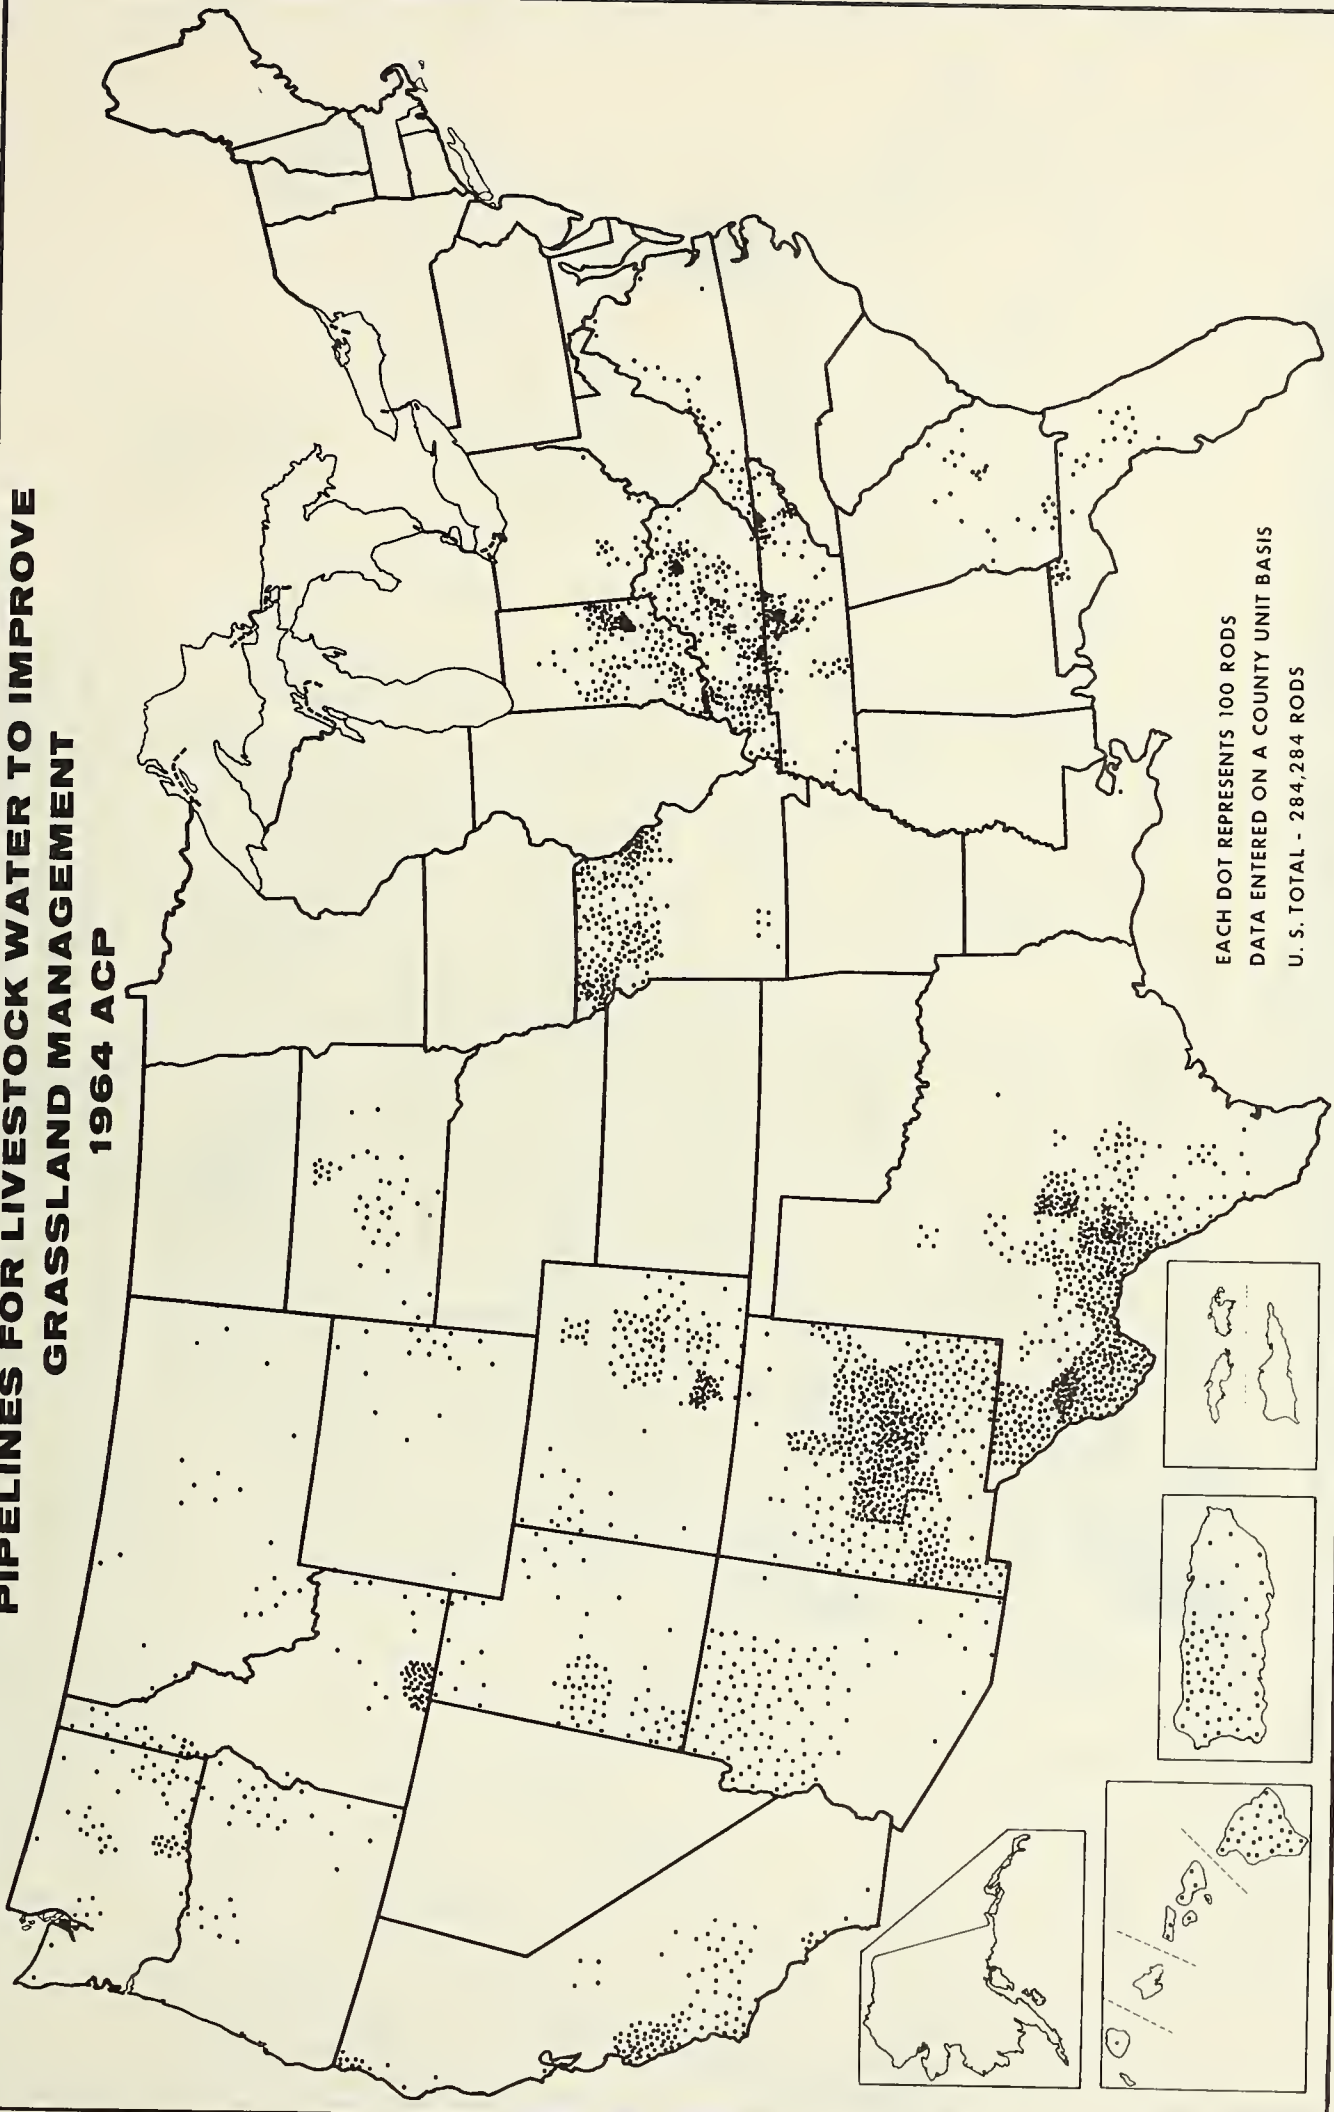 PIPELINES FOR LIVESTOCK WATER TO IMPROVE
GRASSLAND MANAGEMENT
1964 ACP
EACH DOT REPRESENTS 100 RODS
DATA ENTERED ON A COUNTY UNIT BASIS
U. S. TOTAL - 284,284 RODS